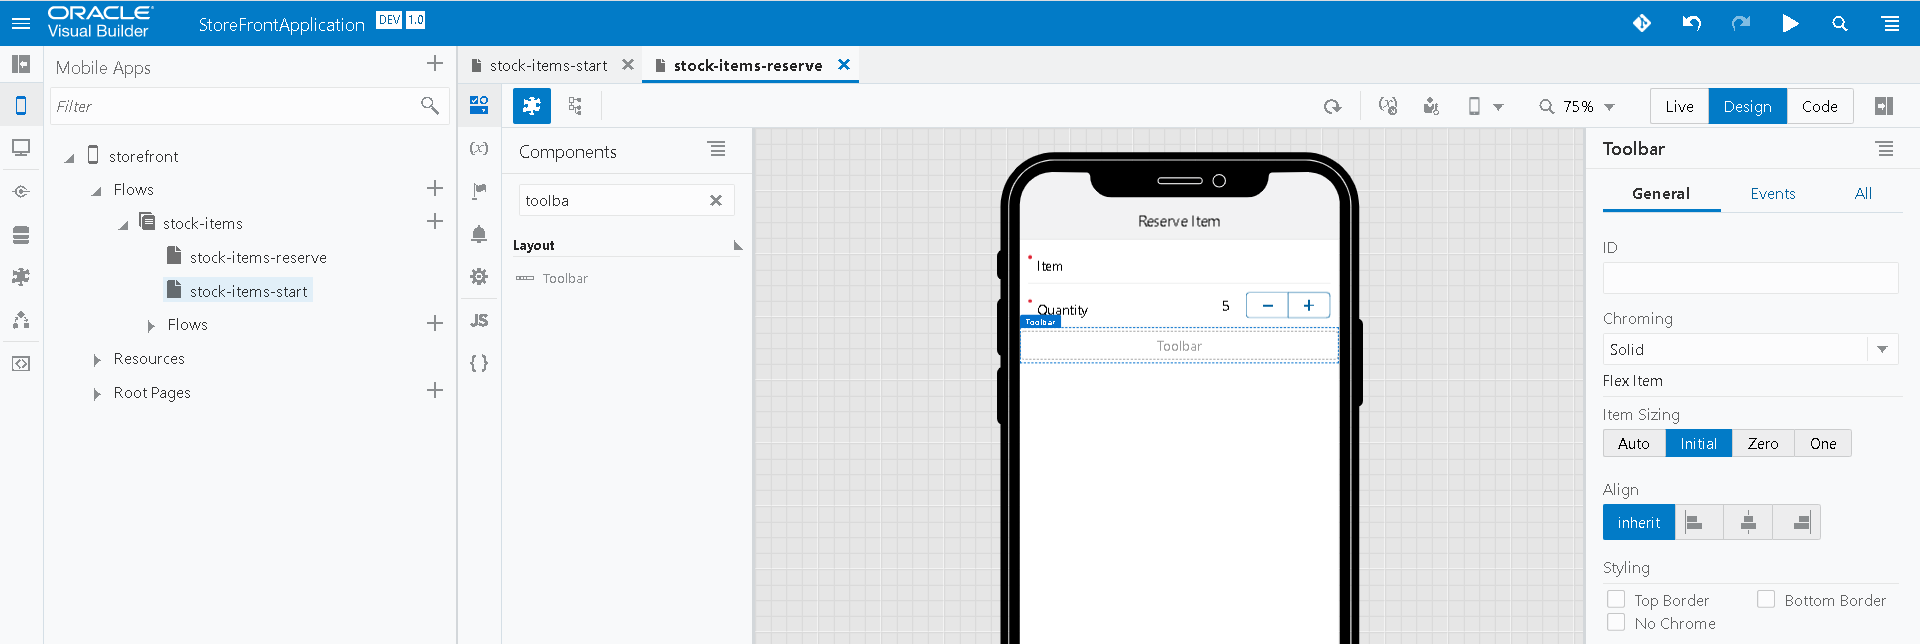 ORACLE
Visual Builder
StoreFrontApplication DEV 1.0
Mobile Apps
Filter
storefront
Flows
stock-items
stock-items-reserve
stock-items-start
Flows
Resources
Root Pages
stock-items-start
stock-items-reserve
(x)
JS
{ }
75%
Live Design Code
Components
toolba
Layout
Toolbar
Reserve Item
* Item
* Quantity 5 − +
Toolbar
Toolbar
Toolbar
General Events All
ID
Chroming
Solid
Flex Item
Item Sizing
Auto Initial Zero One
Align
inherit
Styling
Top Border Bottom Border
No Chrome